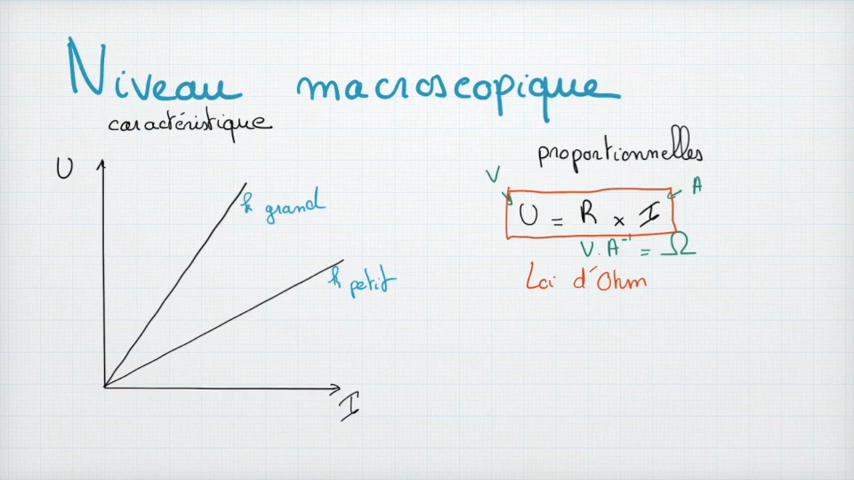 Niveau macroscopique
caractéristique
U
k grand
k petit
I
proportionnelles
V
A
U = R × I
V.A⁻¹ = Ω
Loi d'Ohm